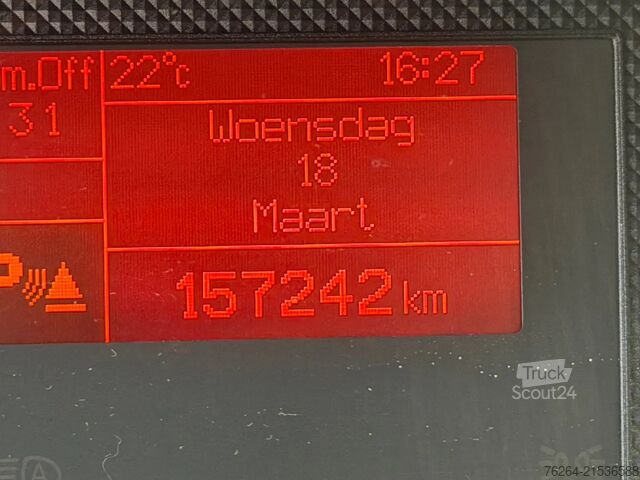 m.Off 22°c 16:27
31
Woensdag
18
Maart
157242 km
Truck
Scout24
76264-21536588